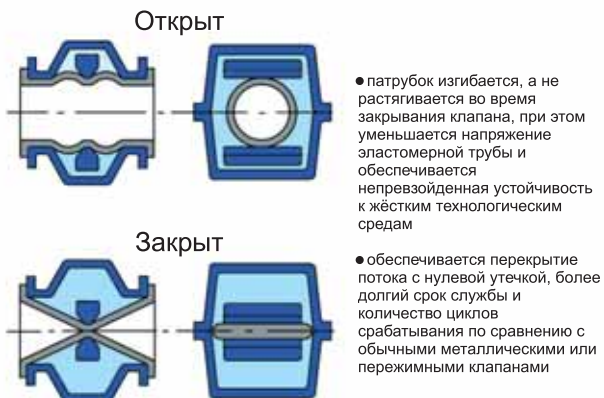 Открыт
● патрубок изгибается, а не
растягивается во время
закрывания клапана, при этом
уменьшается напряжение
эластомерной трубы и
обеспечивается
непревзойденная устойчивость
к жёстким технологическим
средам
Закрыт
● обеспечивается перекрытие
потока с нулевой утечкой, более
долгий срок службы и
количество циклов
срабатывания по сравнению с
обычными металлическими или
пережимными клапанами